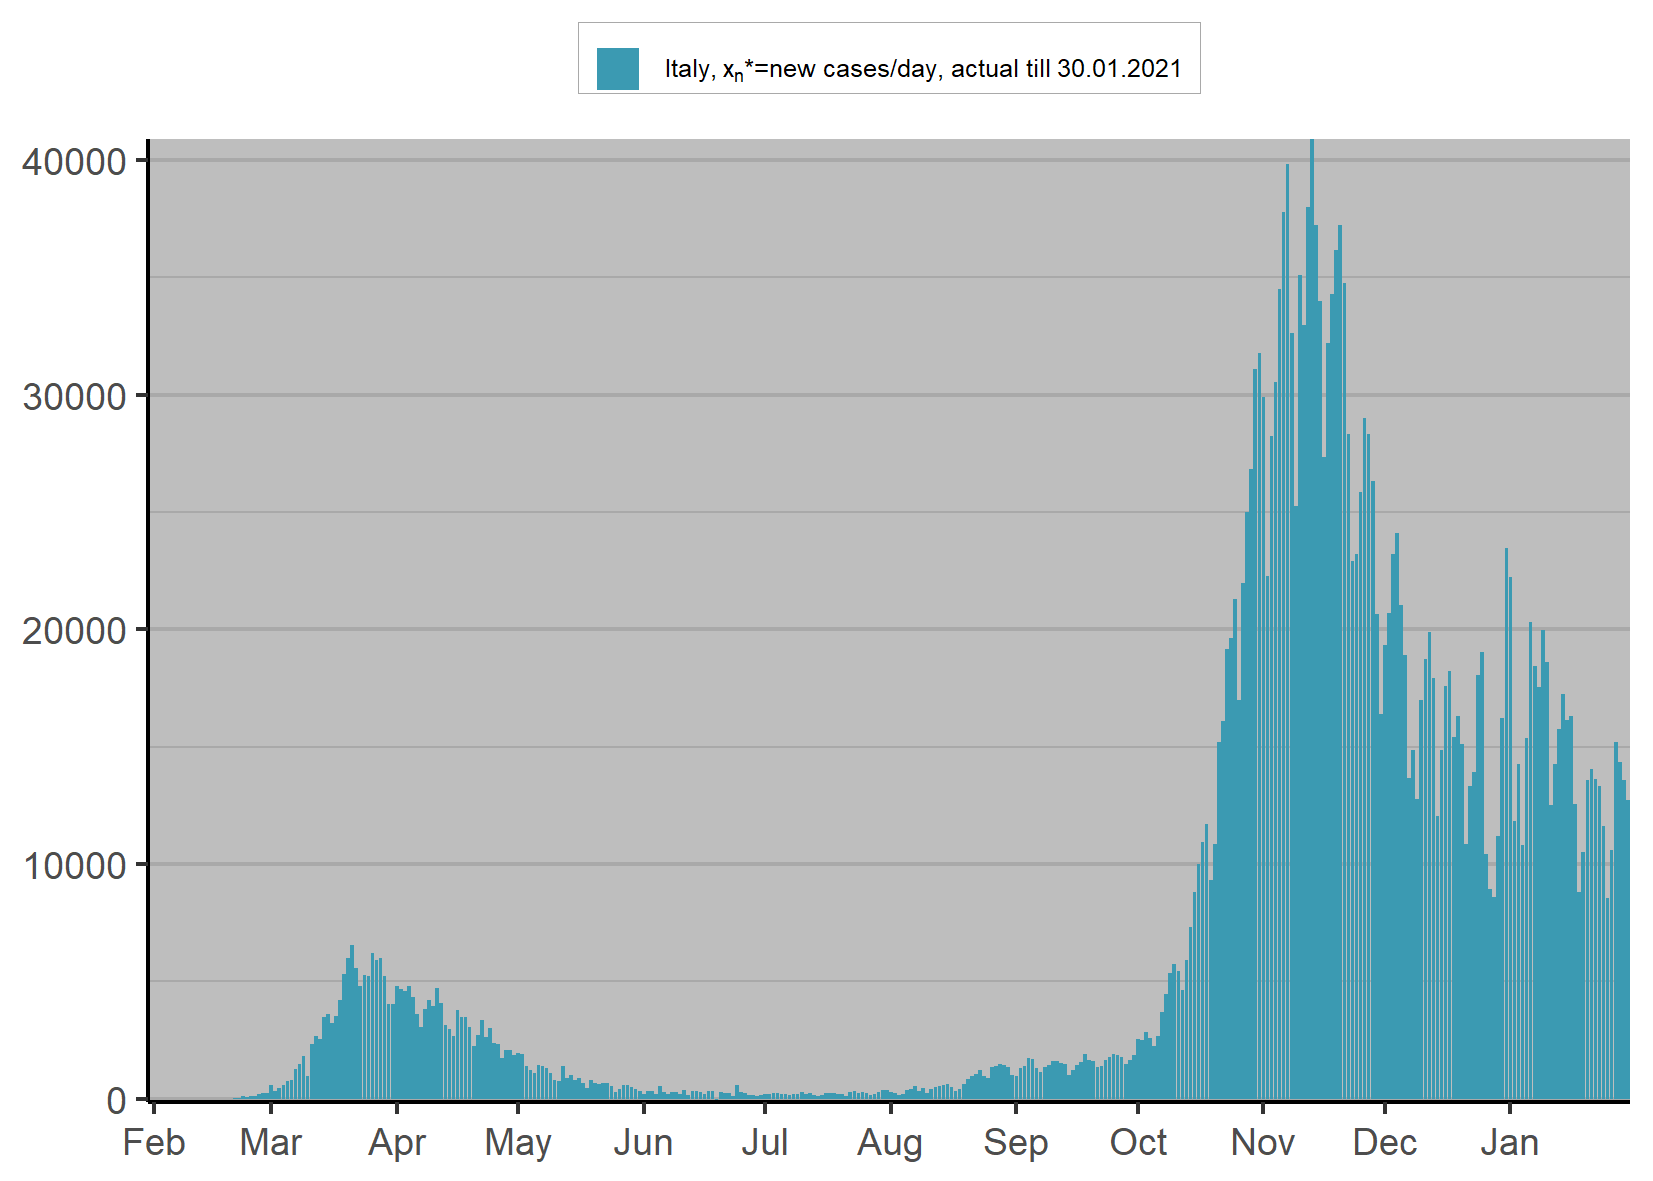 Italy, xₙ*=new cases/day, actual till 30.01.2021
40000
30000
20000
10000
0
Feb Mar Apr May Jun Jul Aug Sep Oct Nov Dec Jan